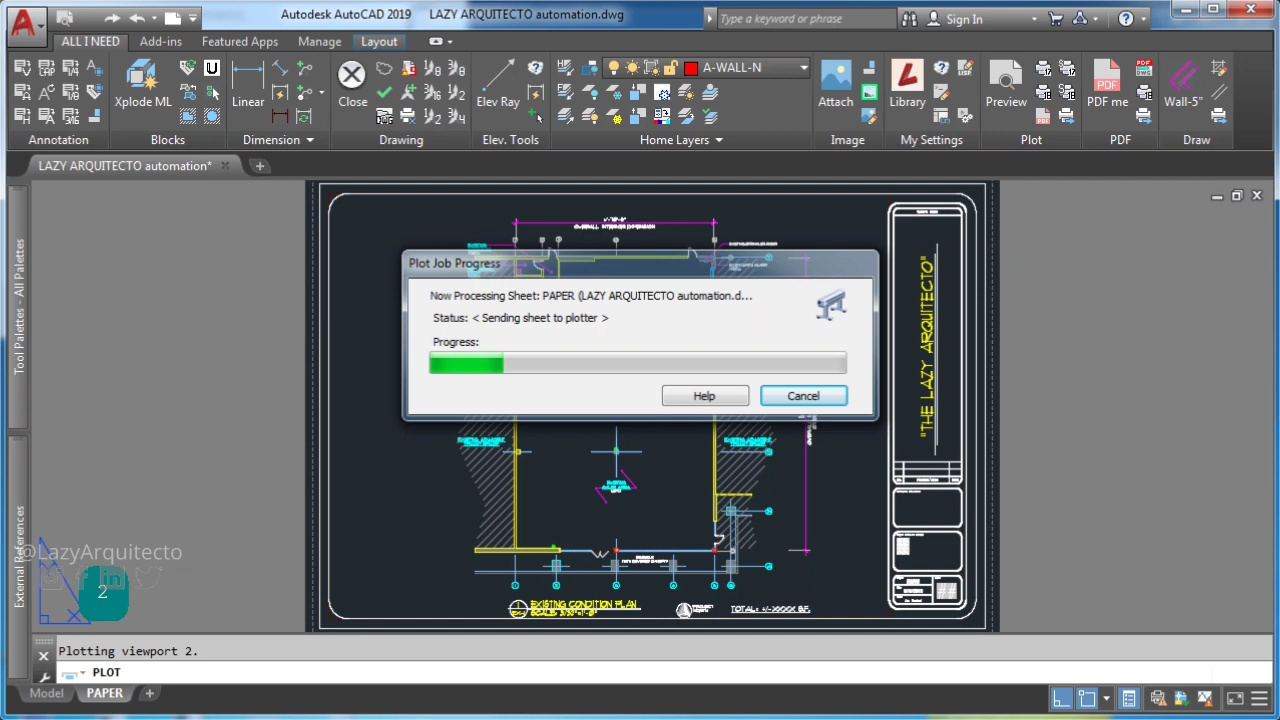 Autodesk AutoCAD 2019 LAZY ARQUITECTO automation.dwg
Type a keyword or phrase
Sign In
ALL I NEED Add-ins Featured Apps Manage Layout
A-WALL-N
Xplode ML Linear Close Elev Ray Attach Library Preview PDF me Wall-5"
Annotation Blocks Dimension Drawing Elev. Tools Home Layers Image My Settings Plot PDF Draw
LAZY ARQUITECTO automation*
Tool Palettes - All Palettes
External References
Plot Job Progress
Now Processing Sheet: PAPER (LAZY ARQUITECTO automation.d...
Status: < Sending sheet to plotter >
Progress:
Help Cancel
"THE LAZY ARQUITECTO"
@LazyArquitecto
in
2
EXISTING CONDITION PLAN
TOTAL: +/-XXXX S.F.
Plotting viewport 2.
PLOT
Model PAPER